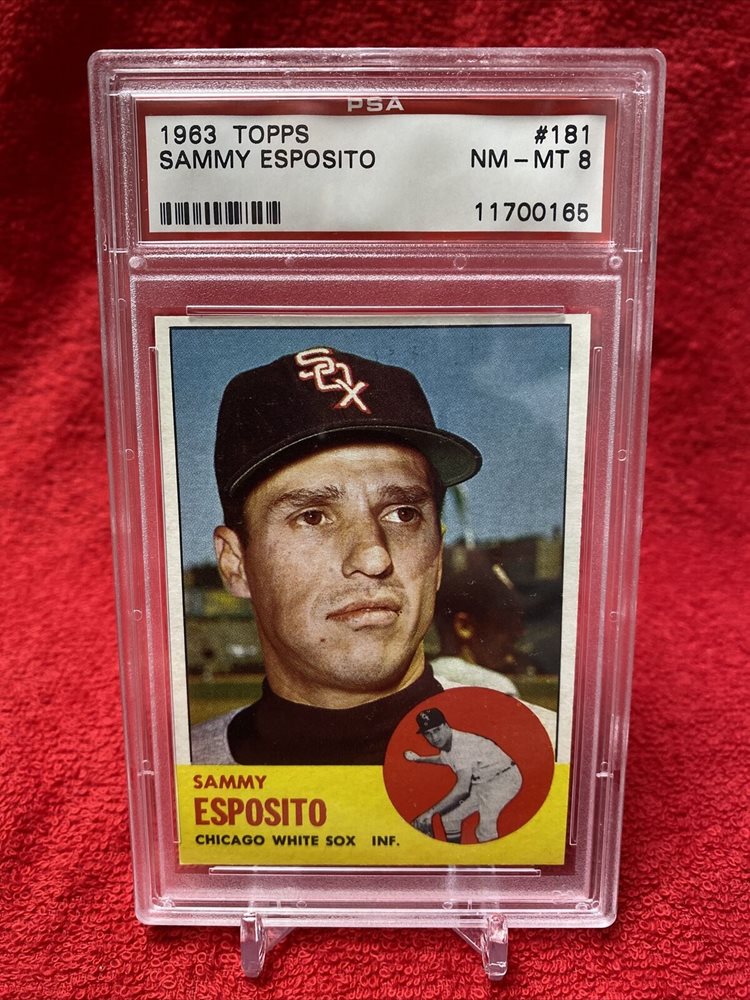 PSA
1963 TOPPS #181
SAMMY ESPOSITO NM-MT 8
11700165
SOX
SAMMY
ESPOSITO
CHICAGO WHITE SOX INF.